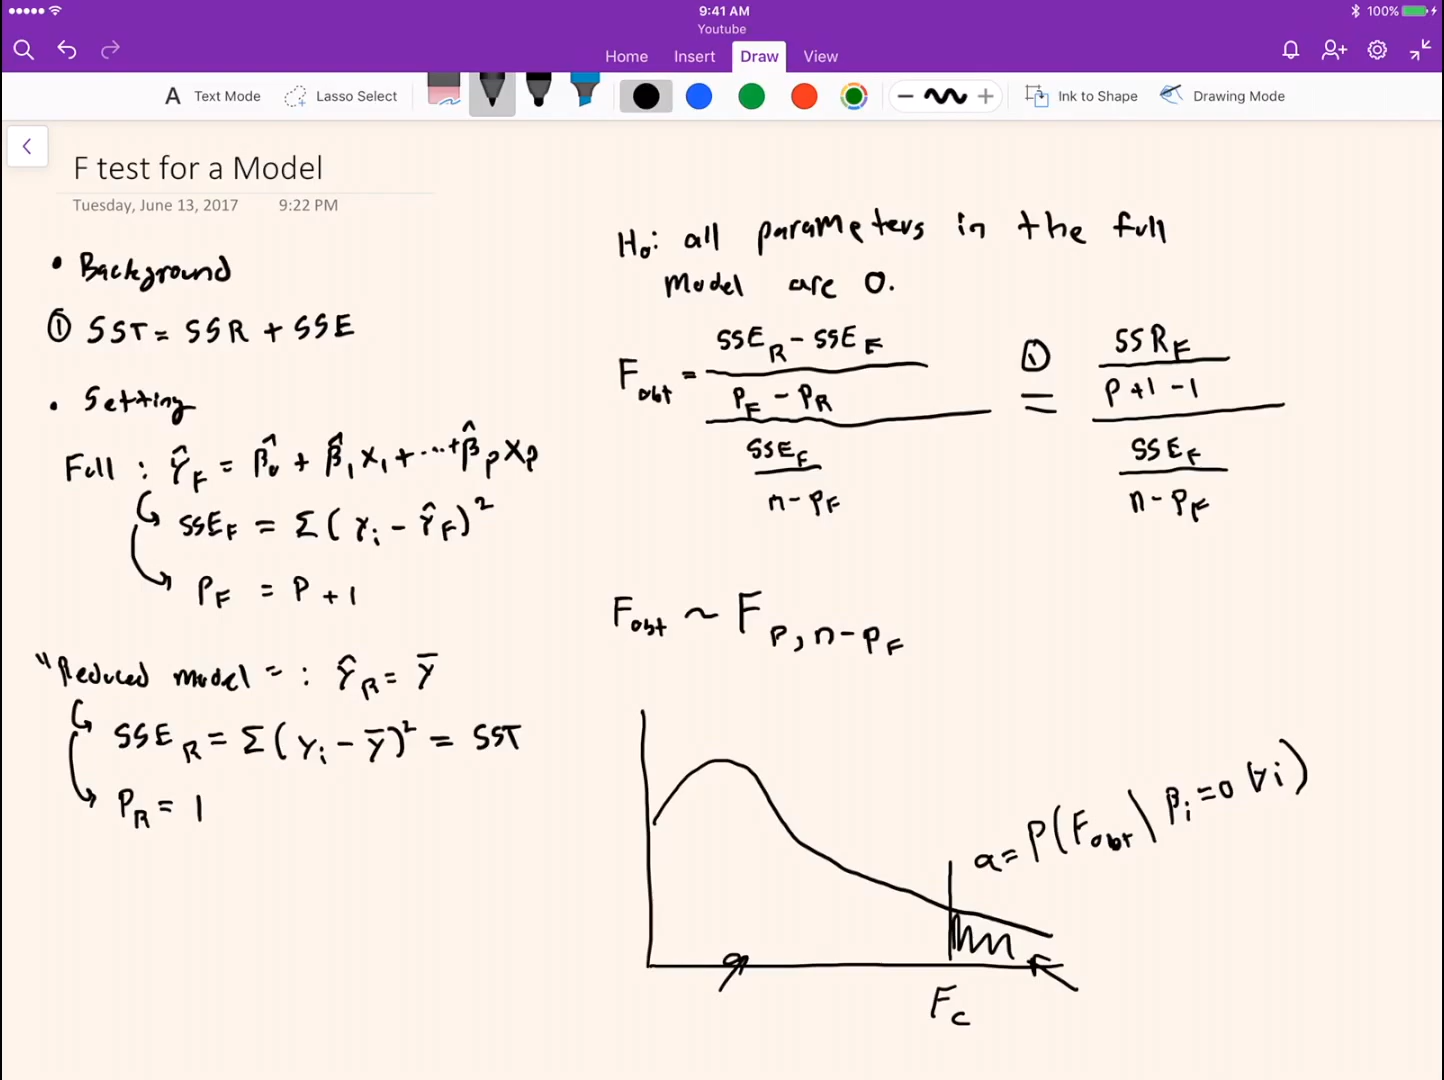 9:41 AM
100%
Youtube
Home Insert Draw View
A Text Mode Lasso Select Ink to Shape Drawing Mode
F test for a Model
Tuesday, June 13, 2017 9:22 PM
• Background
① SST = SSR + SSE
• Setting
Full : Ŷ_F = β̂₀ + β̂₁ X₁ + ⋯ + β̂_p X_p
SSE_F = Σ(Y_i − Ŷ_F)²
P_F = P + 1
"Reduced model = : Ŷ_R = Ȳ
SSE_R = Σ(Y_i − Ȳ)² = SST
P_R = 1
H₀: all parameters in the full
model are 0.
F_obt = ((SSE_R − SSE_F) / (P_F − P_R)) / (SSE_F / (n − P_F)) ① = (SSR_F / (P + 1 − 1)) / (SSE_F / (n − P_F))
F_obt ~ F_p, n − p_F
a = P(F_obt \ β_i = 0 ∀i)
F_c